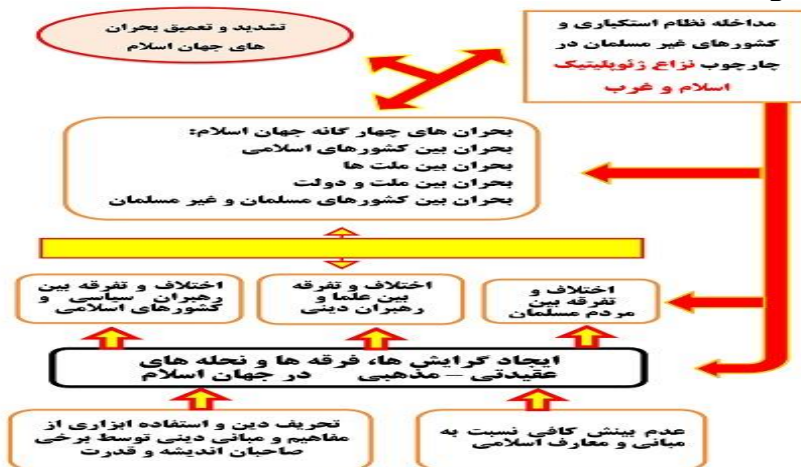 مداخله نظام استکباری و
کشورهای غیر مسلمان در
چارچوب نزاع ژئوپلیتیک
اسلام و غرب
تشدید و تعمیق بحران
های جهان اسلام
بحران های چهار گانه جهان اسلام:
بحران بین کشورهای اسلامی
بحران بین ملت ها
بحران بین ملت و دولت
بحران بین کشورهای مسلمان و غیر مسلمان
اختلاف و
تفرقه بین
مردم مسلمان
اختلاف و تفرقه
بین علما و
رهبران دینی
اختلاف و تفرقه بین
رهبران سیاسی و
کشورهای اسلامی
ایجاد گرایش ها، فرقه ها و نحله های
عقیدتی – مذهبی در جهان اسلام
عدم بینش کافی نسبت به
مبانی و معارف اسلامی
تحریف دین و استفاده ابزاری از
مفاهیم و مبانی دینی توسط برخی
صاحبان اندیشه و قدرت